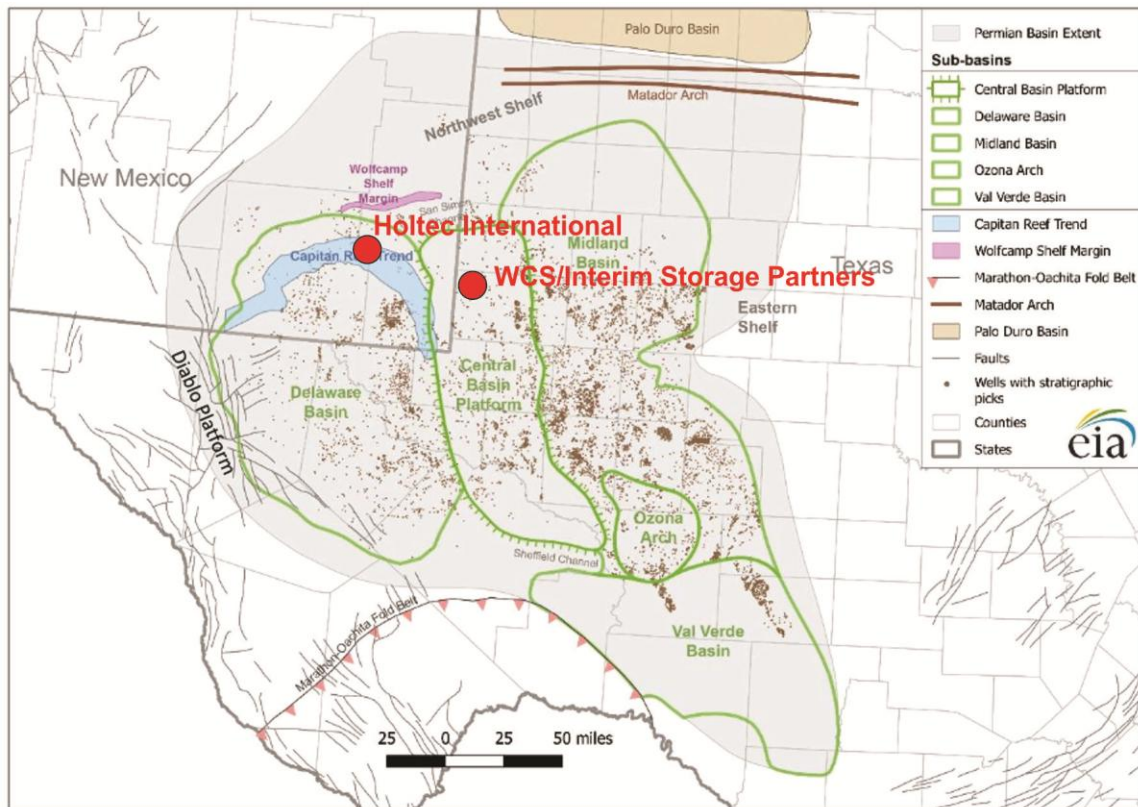 Palo Duro Basin
Matador Arch
Northwest Shelf
New Mexico
Wolfcamp
Shelf
Margin
San Simon
Holtec International
Capitan Reef Trend
Midland
Basin
WCS/Interim Storage Partners
Texas
Eastern
Shelf
Diablo Platform
Delaware
Basin
Central
Basin
Platform
Ozona
Arch
Sheffield Channel
Marathon-Oachita Fold Belt
Val Verde
Basin
25 0 25 50 miles
Permian Basin Extent
Sub-basins
Central Basin Platform
Delaware Basin
Midland Basin
Ozona Arch
Val Verde Basin
Capitan Reef Trend
Wolfcamp Shelf Margin
Marathon-Oachita Fold Belt
Matador Arch
Palo Duro Basin
Faults
Wells with stratigraphic
picks
Counties
States
eia